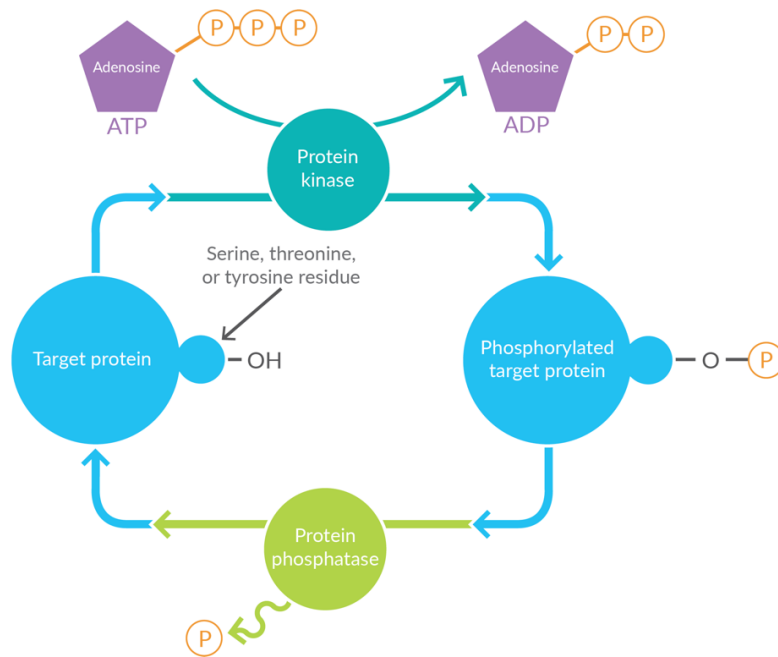 P P P
Adenosine
ATP
P P
Adenosine
ADP
Protein
kinase
Serine, threonine,
or tyrosine residue
Target protein
OH
Phosphorylated
target protein
O
P
Protein
phosphatase
P